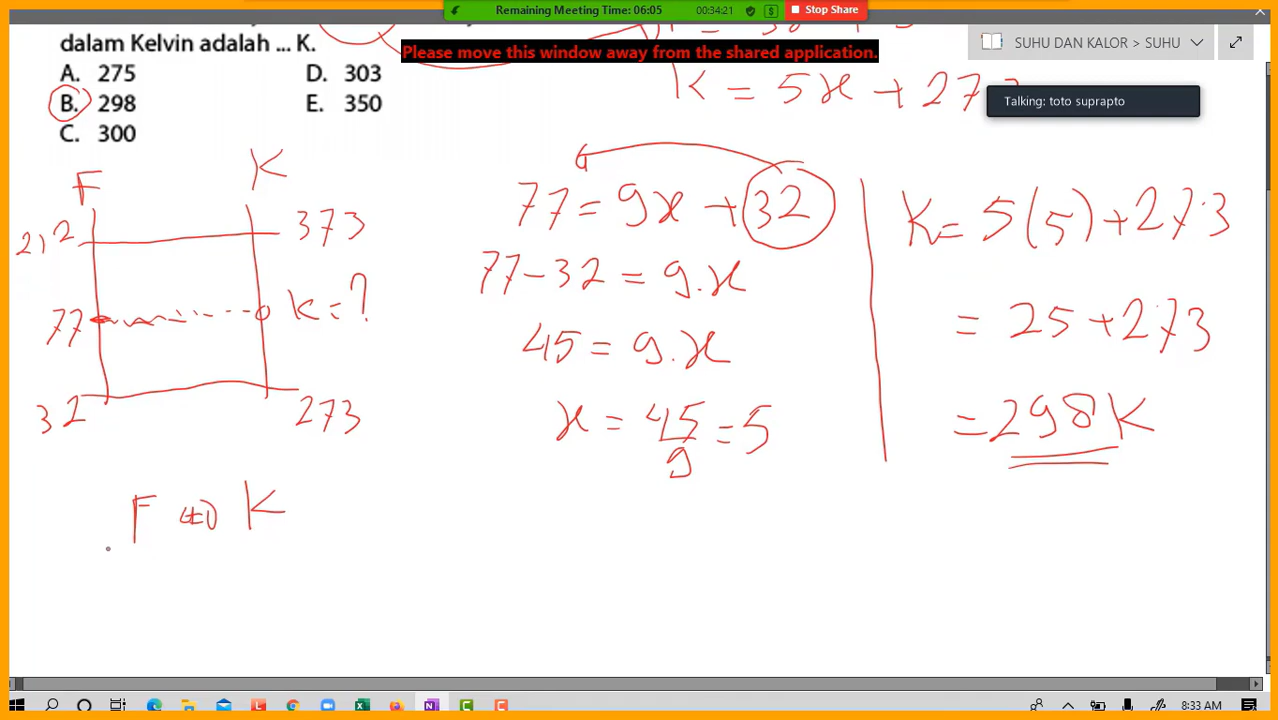 Remaining Meeting Time: 06:05
00:34:21
Stop Share
Please move this window away from the shared application.
SUHU DAN KALOR - SUHU
Talking: toto suprapto
dalam Kelvin adalah ... K.
A. 275
D. 303
B. 298
E. 350
C. 300
K = 5x + 27
F
K
212
373
77
K = ?
32
273
F ⇔ K
77 = 9x + 32
77 - 32 = 9.x
45 = 9.x
x = 45/9 = 5
K = 5(5) + 273
= 25 + 273
= 298 K
8:33 AM